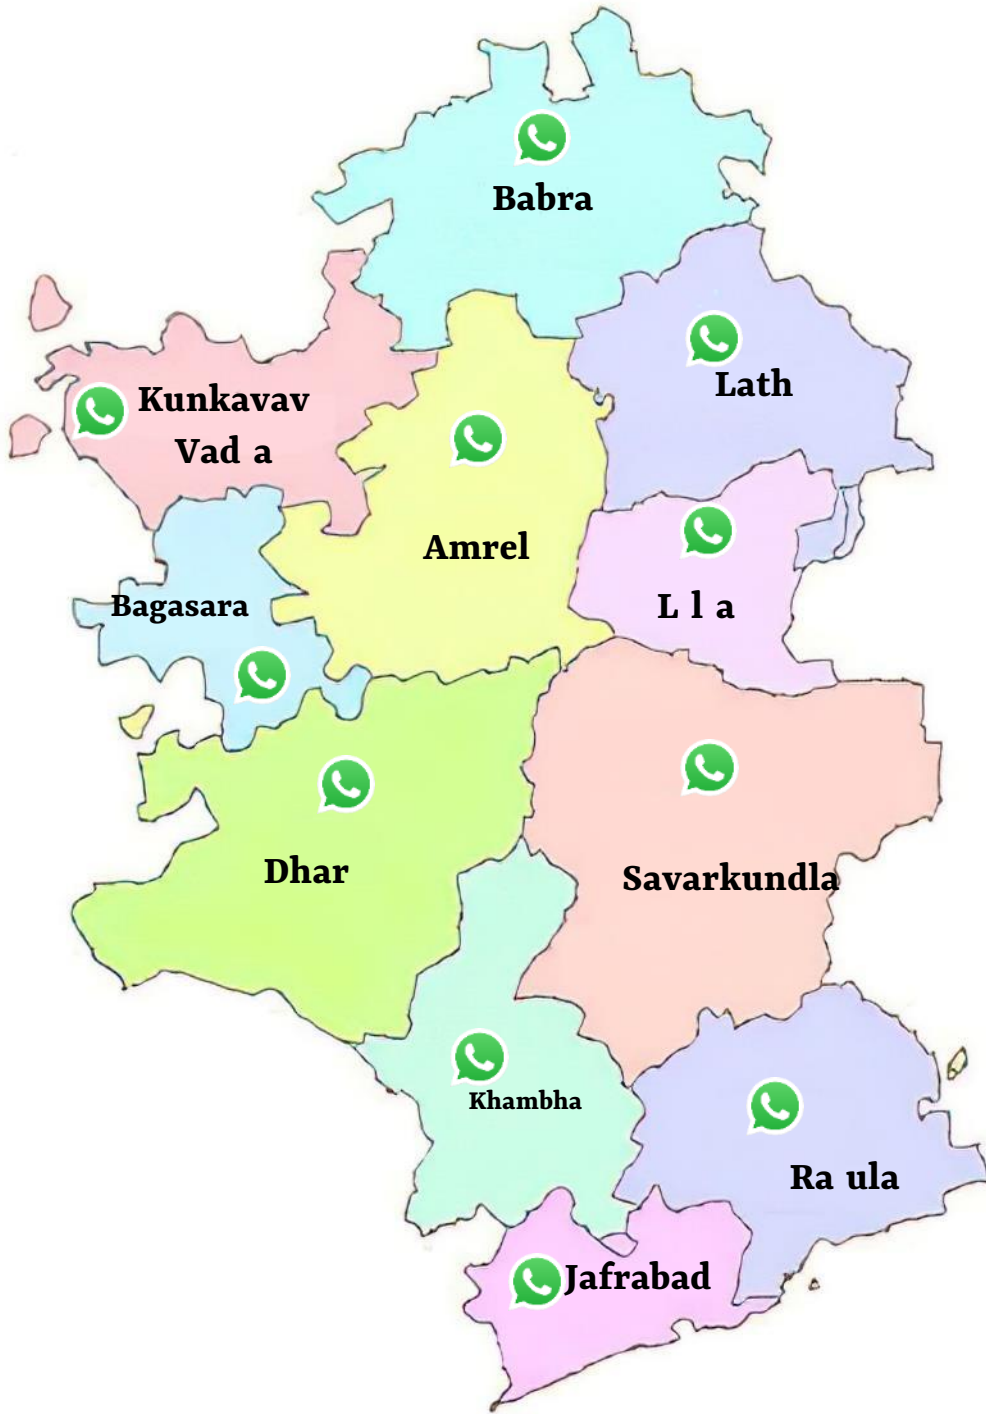 Babra
Lath
Kunkavav
Vad a
Amrel
L l a
Bagasara
Dhar
Savarkundla
Khambha
Ra ula
Jafrabad